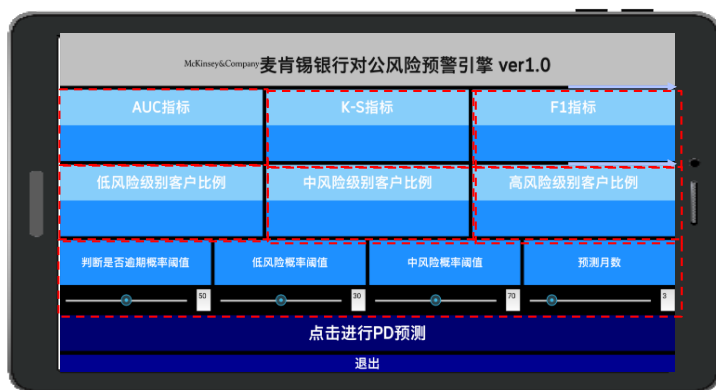 McKinsey&Company 麦肯锡银行对公风险预警引擎 ver1.0
AUC指标 K-S指标 F1指标
低风险级别客户比例 中风险级别客户比例 高风险级别客户比例
判断是否逾期概率阈值 低风险概率阈值 中风险概率阈值 预测月数
50 30 70 3
点击进行PD预测
退出